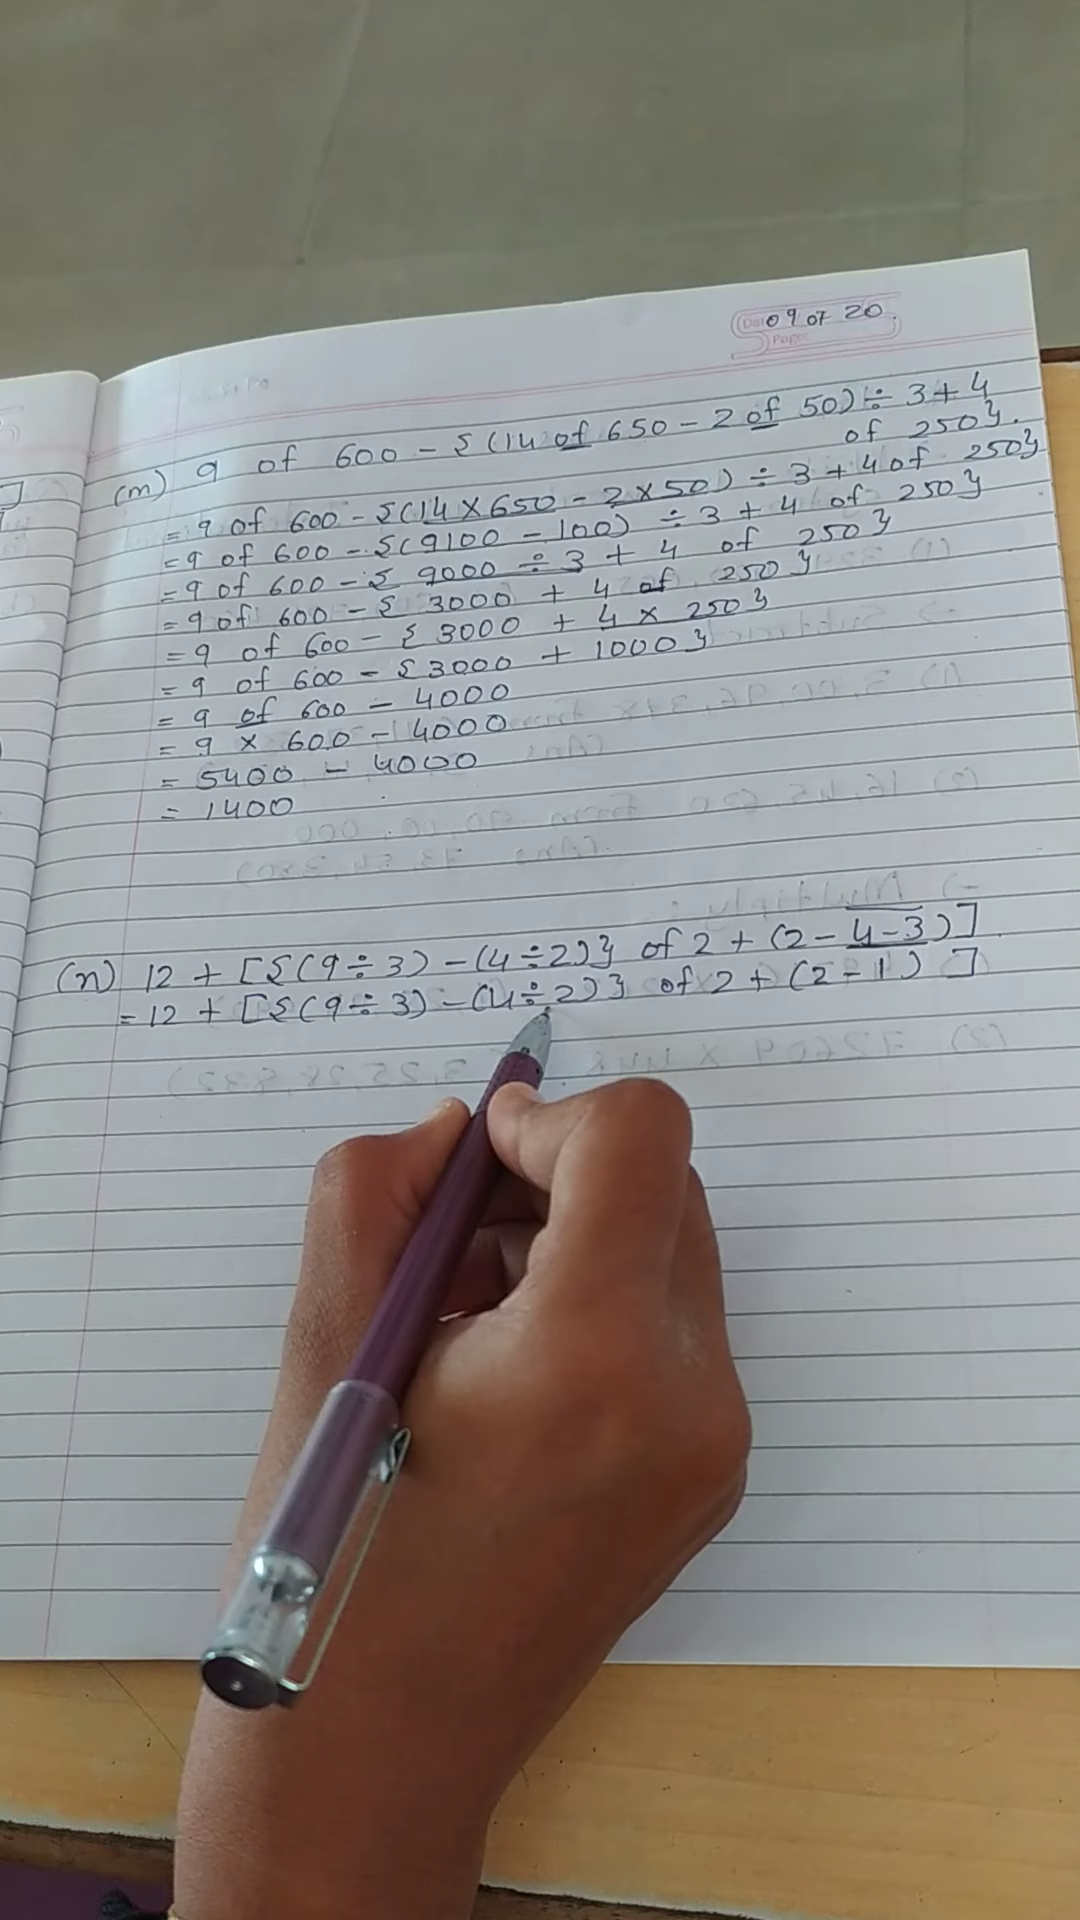 09 07 20.
(m) 9 of 600 - {(14 of 650 - 2 of 50) ÷ 3 + 4
of 250}.
= 9 of 600 - {(14 × 650 - 2 × 50) ÷ 3 + 4 of 250}
= 9 of 600 - {(9100 - 100) ÷ 3 + 4 of 250}
= 9 of 600 - { 9000 ÷ 3 + 4 of 250}
= 9 of 600 - { 3000 + 4 of 250}
= 9 of 600 - { 3000 + 4 × 250}
= 9 of 600 - { 3000 + 1000}
= 9 of 600 - 4000
= 9 × 600 - 4000
= 5400 - 4000
= 1400
(n) 12 + [{(9 ÷ 3) - (4 ÷ 2)} of 2 + (2 - 4 - 3)]
= 12 + [{(9 ÷ 3) - (4 ÷ 2)} of 2 + (2 - 1) ]